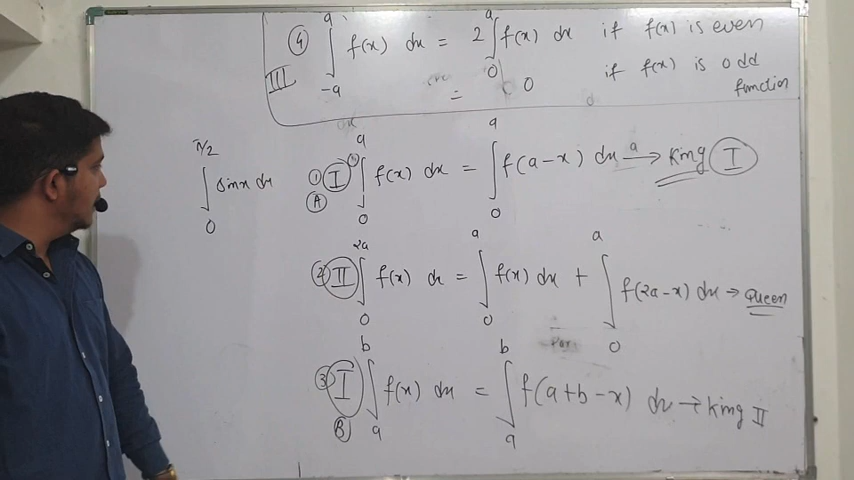 ④ ∫_{-a}^{a} f(x) dx = 2 ∫_{0}^{a} f(x) dx if f(x) is even
III = 0 if f(x) is odd function
∫_{0}^{π/2} sinx dx
① Ⓘ Ⓐ ∫_{0}^{a} f(x) dx = ∫_{0}^{a} f(a-x) dx →^{a} King Ⓘ
② II ∫_{0}^{2a} f(x) dx = ∫_{0}^{a} f(x) dx + ∫_{0}^{a} f(2a-x) dx → Queen
③ I Ⓑ ∫_{a}^{b} f(x) dx = ∫_{a}^{b} f(a+b-x) dx → King II